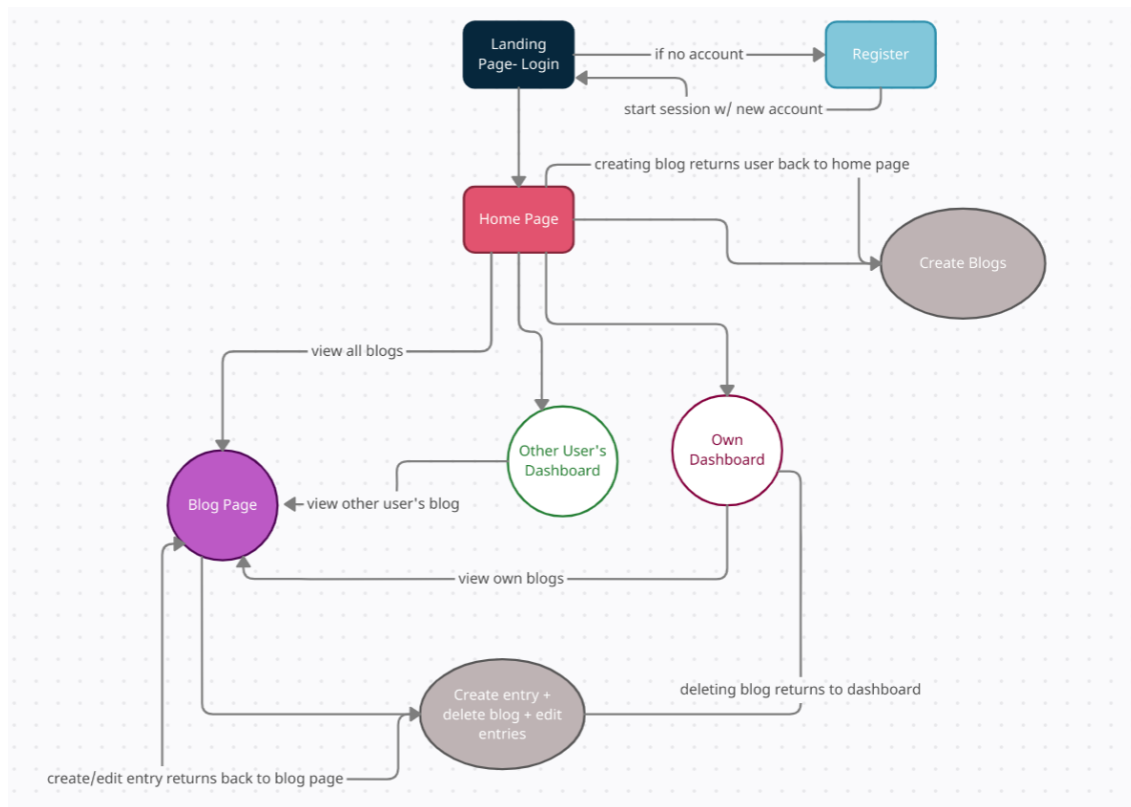 Landing
Page- Login
if no account
Register
start session w/ new account
creating blog returns user back to home page
Home Page
Create Blogs
view all blogs
Other User's
Dashboard
Own
Dashboard
Blog Page
view other user's blog
view own blogs
Create entry +
delete blog + edit
entries
deleting blog returns to dashboard
create/edit entry returns back to blog page